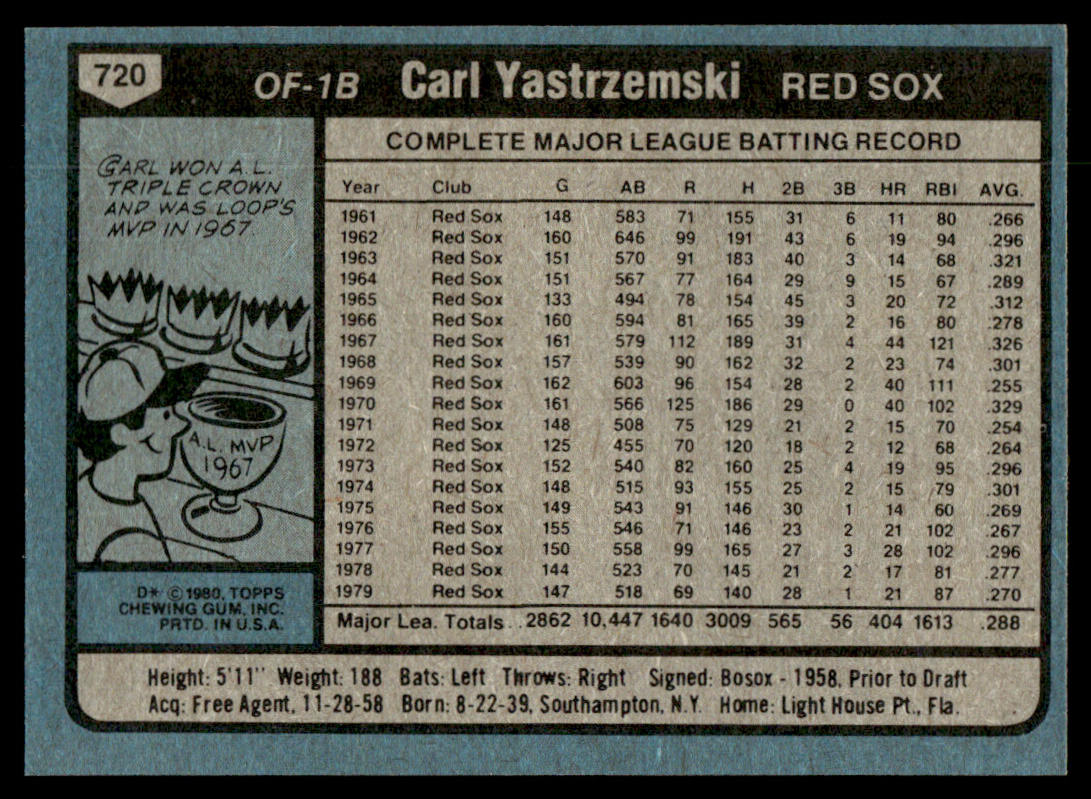 720 OF-1B Carl Yastrzemski RED SOX
CARL WON A.L.
TRIPLE CROWN
AND WAS LOOP'S
MVP IN 1967.
A.L. MVP
1967
D* © 1980, TOPPS
CHEWING GUM, INC.
PRTD. IN U.S.A.
COMPLETE MAJOR LEAGUE BATTING RECORD
Year Club G AB R H 2B 3B HR RBI AVG.
1961 Red Sox 148 583 71 155 31 6 11 80 .266
1962 Red Sox 160 646 99 191 43 6 19 94 .296
1963 Red Sox 151 570 91 183 40 3 14 68 .321
1964 Red Sox 151 567 77 164 29 9 15 67 .289
1965 Red Sox 133 494 78 154 45 3 20 72 .312
1966 Red Sox 160 594 81 165 39 2 16 80 .278
1967 Red Sox 161 579 112 189 31 4 44 121 .326
1968 Red Sox 157 539 90 162 32 2 23 74 .301
1969 Red Sox 162 603 96 154 28 2 40 111 .255
1970 Red Sox 161 566 125 186 29 0 40 102 .329
1971 Red Sox 148 508 75 129 21 2 15 70 .254
1972 Red Sox 125 455 70 120 18 2 12 68 .264
1973 Red Sox 152 540 82 160 25 4 19 95 .296
1974 Red Sox 148 515 93 155 25 2 15 79 .301
1975 Red Sox 149 543 91 146 30 1 14 60 .269
1976 Red Sox 155 546 71 146 23 2 21 102 .267
1977 Red Sox 150 558 99 165 27 3 28 102 .296
1978 Red Sox 144 523 70 145 21 2 17 81 .277
1979 Red Sox 147 518 69 140 28 1 21 87 .270
Major Lea. Totals . . 2862 10,447 1640 3009 565 56 404 1613 .288
Height: 5'11" Weight: 188 Bats: Left Throws: Right Signed: Bosox - 1958, Prior to Draft
Acq: Free Agent, 11-28-58 Born: 8-22-39, Southampton, N.Y. Home: Light House Pt., Fla.